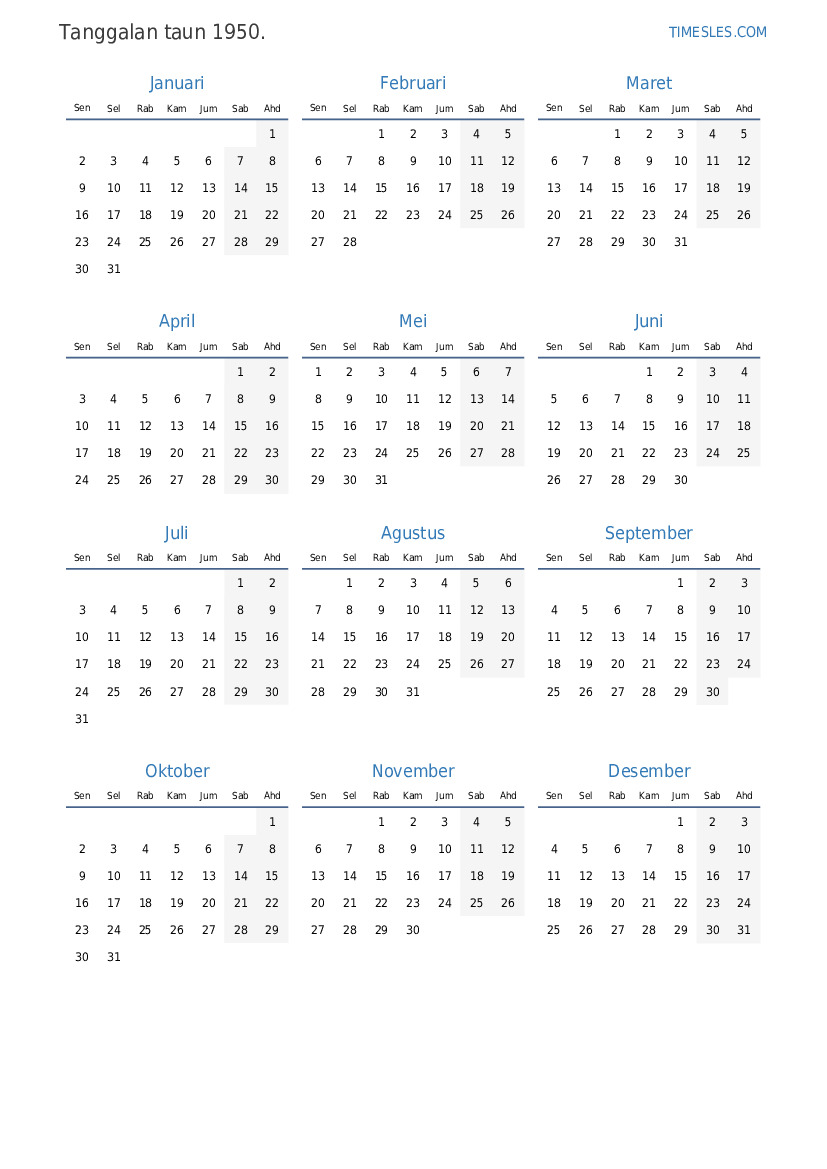 Tanggalan taun 1950.
TIMESLES.COM
Januari
Sen Sel Rab Kam Jum Sab Ahd
1
2 3 4 5 6 7 8
9 10 11 12 13 14 15
16 17 18 19 20 21 22
23 24 25 26 27 28 29
30 31
Februari
Sen Sel Rab Kam Jum Sab Ahd
1 2 3 4 5
6 7 8 9 10 11 12
13 14 15 16 17 18 19
20 21 22 23 24 25 26
27 28
Maret
Sen Sel Rab Kam Jum Sab Ahd
1 2 3 4 5
6 7 8 9 10 11 12
13 14 15 16 17 18 19
20 21 22 23 24 25 26
27 28 29 30 31
April
Sen Sel Rab Kam Jum Sab Ahd
1 2
3 4 5 6 7 8 9
10 11 12 13 14 15 16
17 18 19 20 21 22 23
24 25 26 27 28 29 30
Mei
Sen Sel Rab Kam Jum Sab Ahd
1 2 3 4 5 6 7
8 9 10 11 12 13 14
15 16 17 18 19 20 21
22 23 24 25 26 27 28
29 30 31
Juni
Sen Sel Rab Kam Jum Sab Ahd
1 2 3 4
5 6 7 8 9 10 11
12 13 14 15 16 17 18
19 20 21 22 23 24 25
26 27 28 29 30
Juli
Sen Sel Rab Kam Jum Sab Ahd
1 2
3 4 5 6 7 8 9
10 11 12 13 14 15 16
17 18 19 20 21 22 23
24 25 26 27 28 29 30
31
Agustus
Sen Sel Rab Kam Jum Sab Ahd
1 2 3 4 5 6
7 8 9 10 11 12 13
14 15 16 17 18 19 20
21 22 23 24 25 26 27
28 29 30 31
September
Sen Sel Rab Kam Jum Sab Ahd
1 2 3
4 5 6 7 8 9 10
11 12 13 14 15 16 17
18 19 20 21 22 23 24
25 26 27 28 29 30
Oktober
Sen Sel Rab Kam Jum Sab Ahd
1
2 3 4 5 6 7 8
9 10 11 12 13 14 15
16 17 18 19 20 21 22
23 24 25 26 27 28 29
30 31
November
Sen Sel Rab Kam Jum Sab Ahd
1 2 3 4 5
6 7 8 9 10 11 12
13 14 15 16 17 18 19
20 21 22 23 24 25 26
27 28 29 30
Desember
Sen Sel Rab Kam Jum Sab Ahd
1 2 3
4 5 6 7 8 9 10
11 12 13 14 15 16 17
18 19 20 21 22 23 24
25 26 27 28 29 30 31